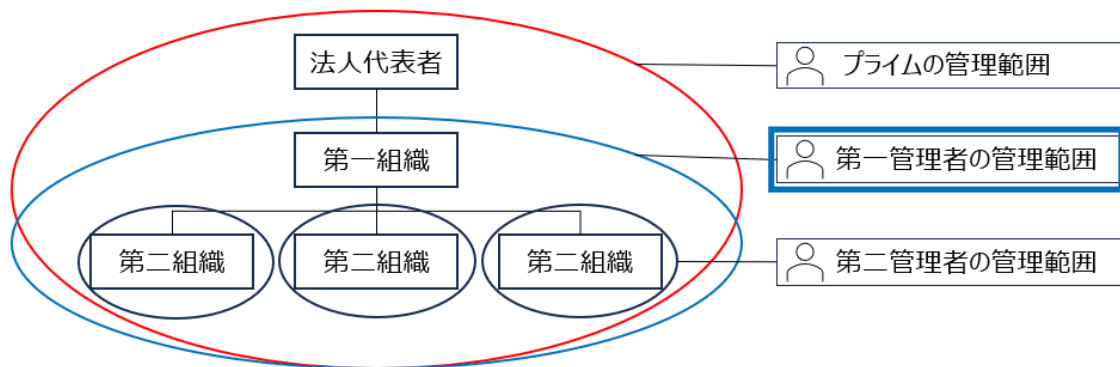 法人代表者
プライムの管理範囲
第一組織
第一管理者の管理範囲
第二組織
第二組織
第二組織
第二管理者の管理範囲